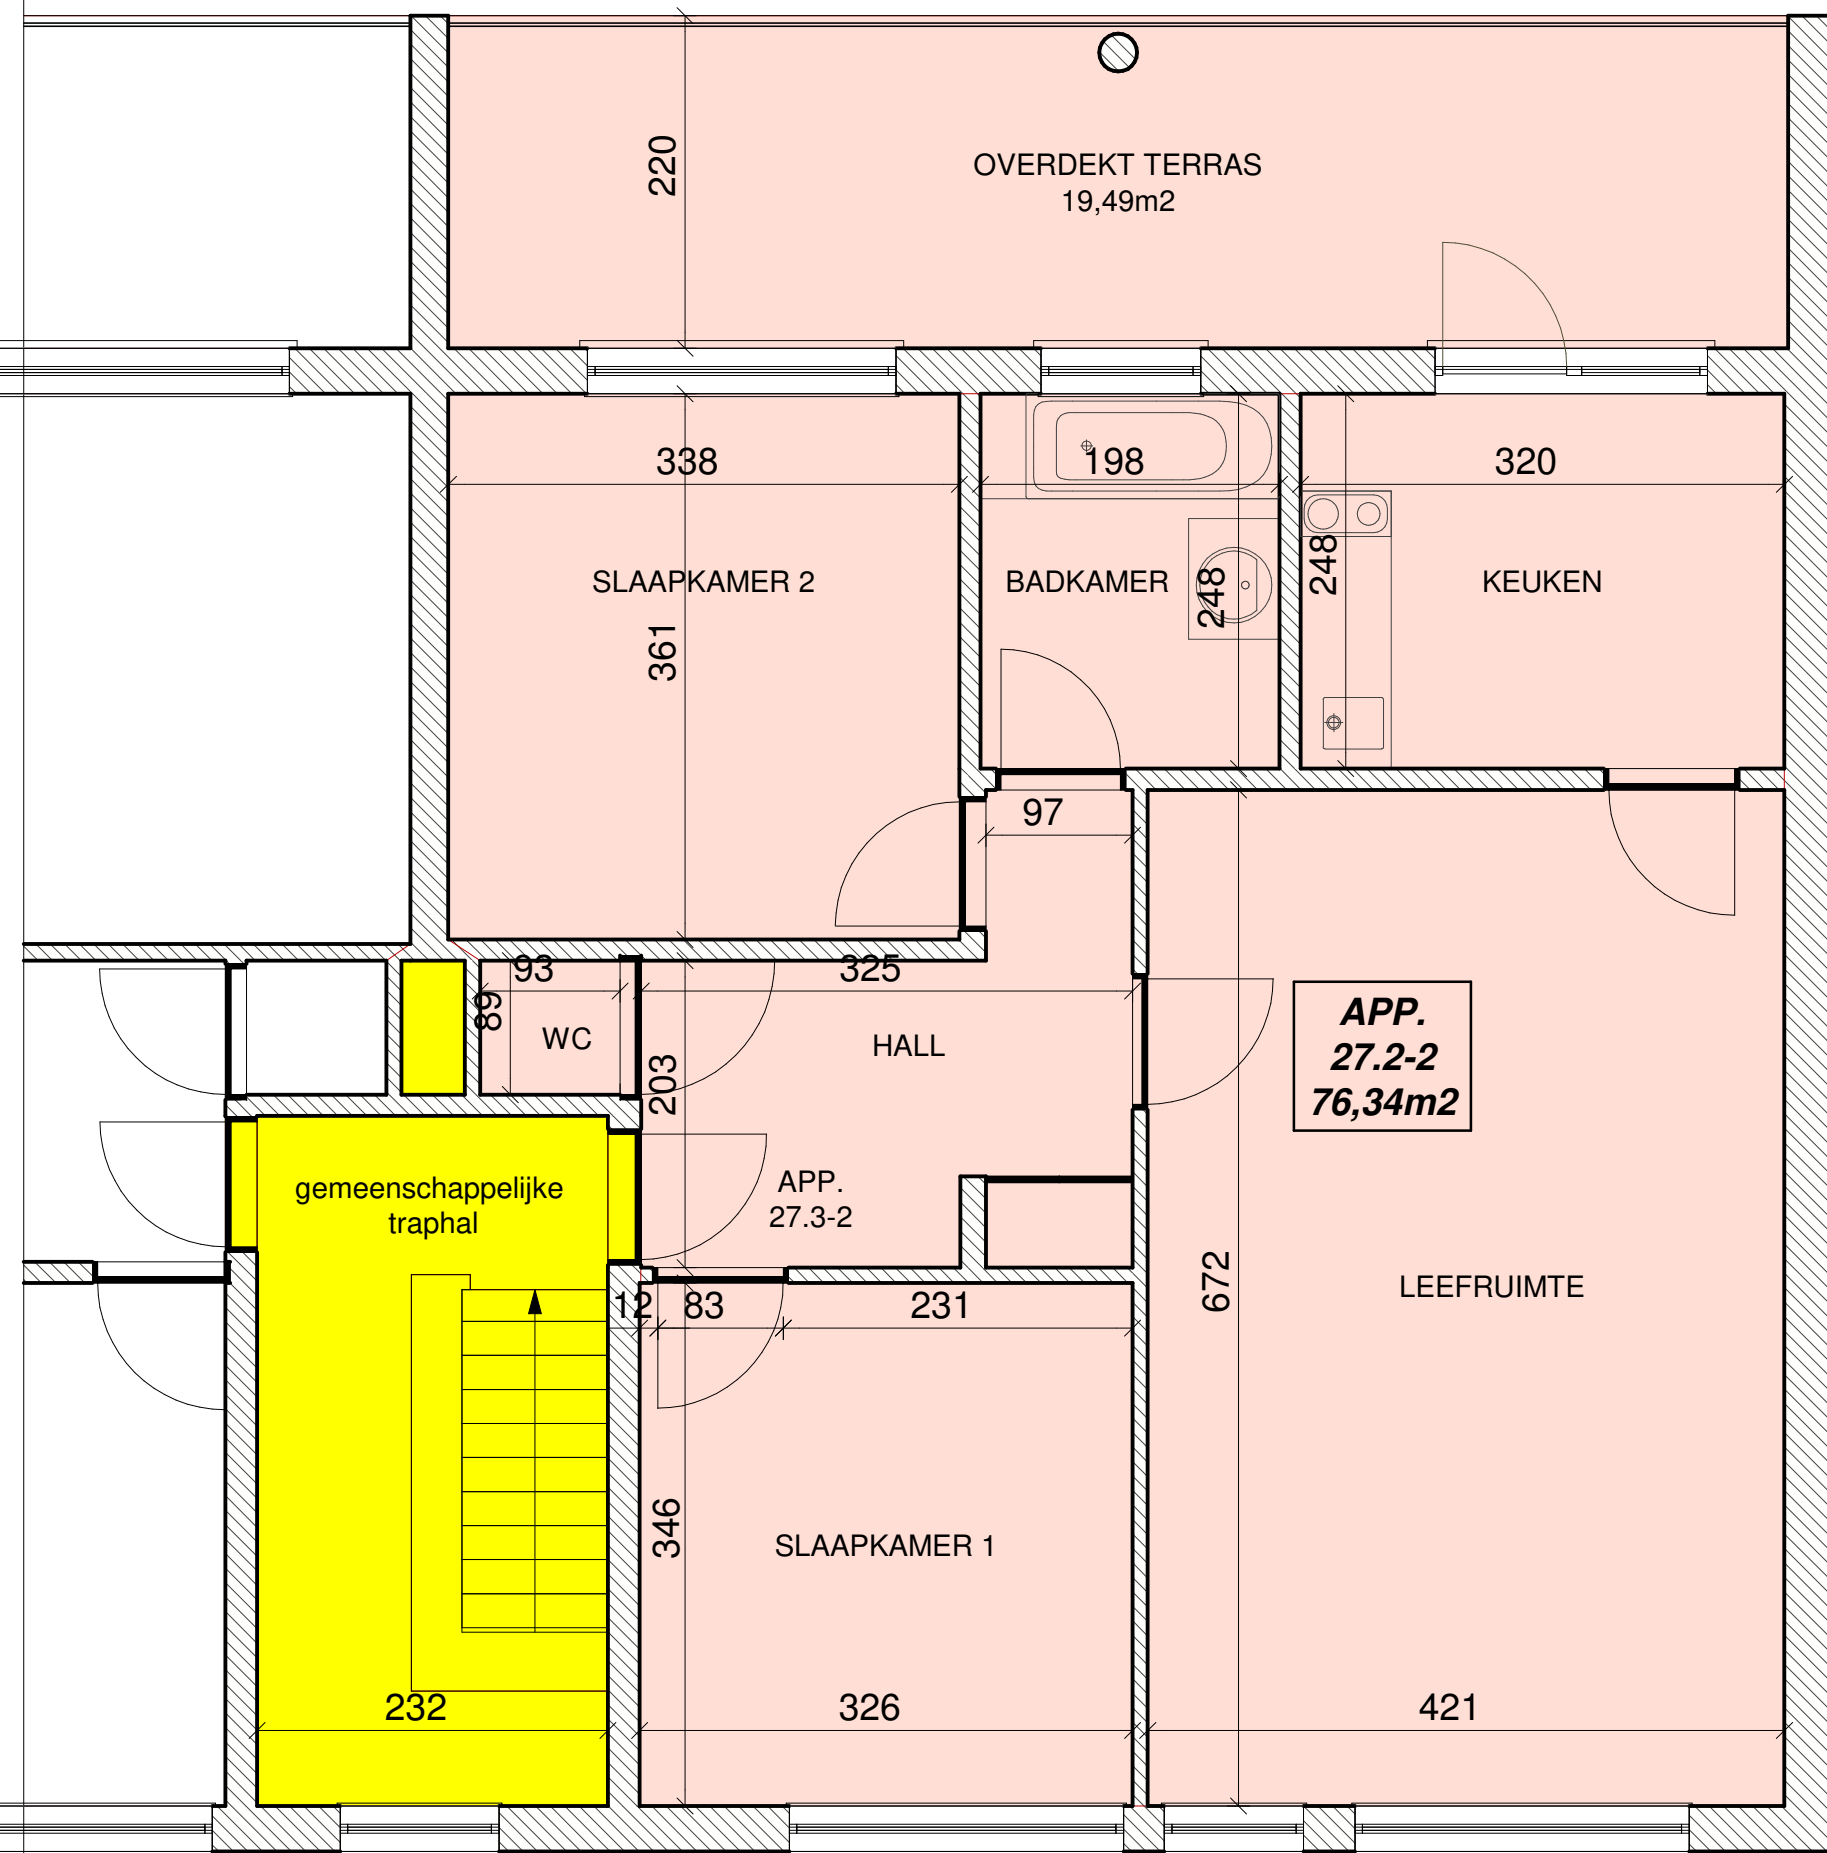 220
OVERDEKT TERRAS
19,49m2
338
198
320
SLAAPKAMER 2
BADKAMER
248
248
KEUKEN
361
97
93
325
89
WC
HALL
203
APP.
27.2-2
76,34m2
gemeenschappelijke
traphal
APP.
27.3-2
12
83
231
672
LEEFRUIMTE
346
SLAAPKAMER 1
232
326
421